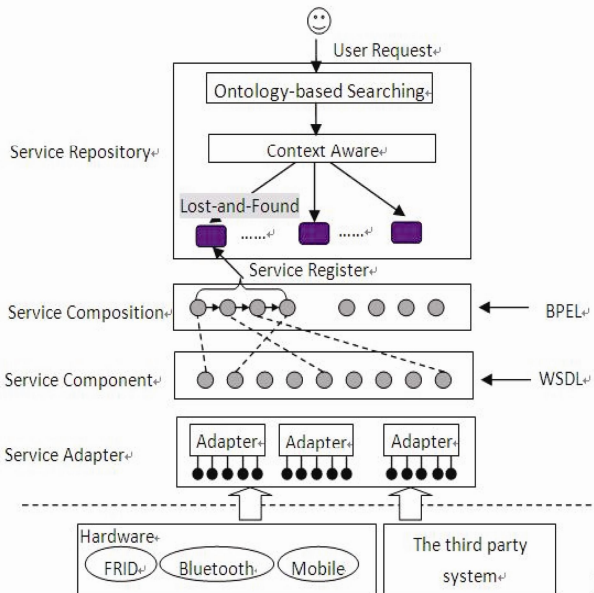 User Request
Ontology-based Searching
Service Repository
Context Aware
Lost-and-Found
......
......
Service Register
Service Composition
BPEL
Service Component
WSDL
Service Adapter
Adapter
Adapter
Adapter
Hardware
FRID
Bluetooth
Mobile
The third party
system